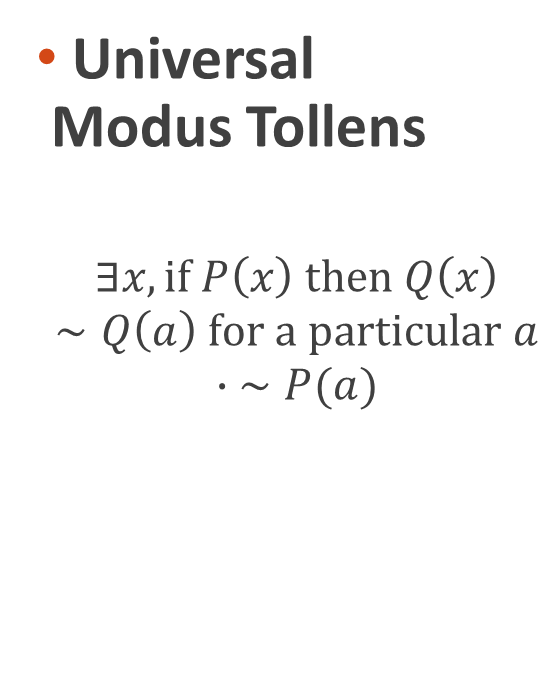 • Universal
Modus Tollens
∃x, if P(x) then Q(x)
~ Q(a) for a particular a
· ~ P(a)